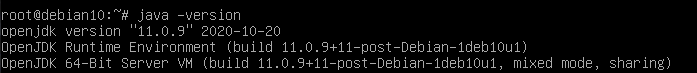 root@debian10:~# java -version
openjdk version "11.0.9" 2020-10-20
OpenJDK Runtime Environment (build 11.0.9+11-post-Debian-1deb10u1)
OpenJDK 64-Bit Server VM (build 11.0.9+11-post-Debian-1deb10u1, mixed mode, sharing)